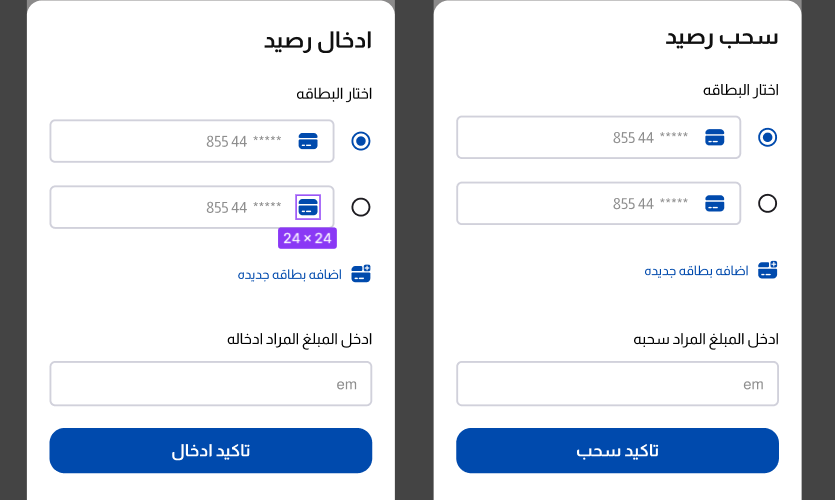 سحب رصيد
اختار البطاقه
***** 44 855
***** 44 855
اضافه بطاقه جديده
ادخل المبلغ المراد سحبه
em
تاكيد سحب
ادخال رصيد
اختار البطاقه
***** 44 855
***** 44 855
24 × 24
اضافه بطاقه جديده
ادخل المبلغ المراد ادخاله
em
تاكيد ادخال